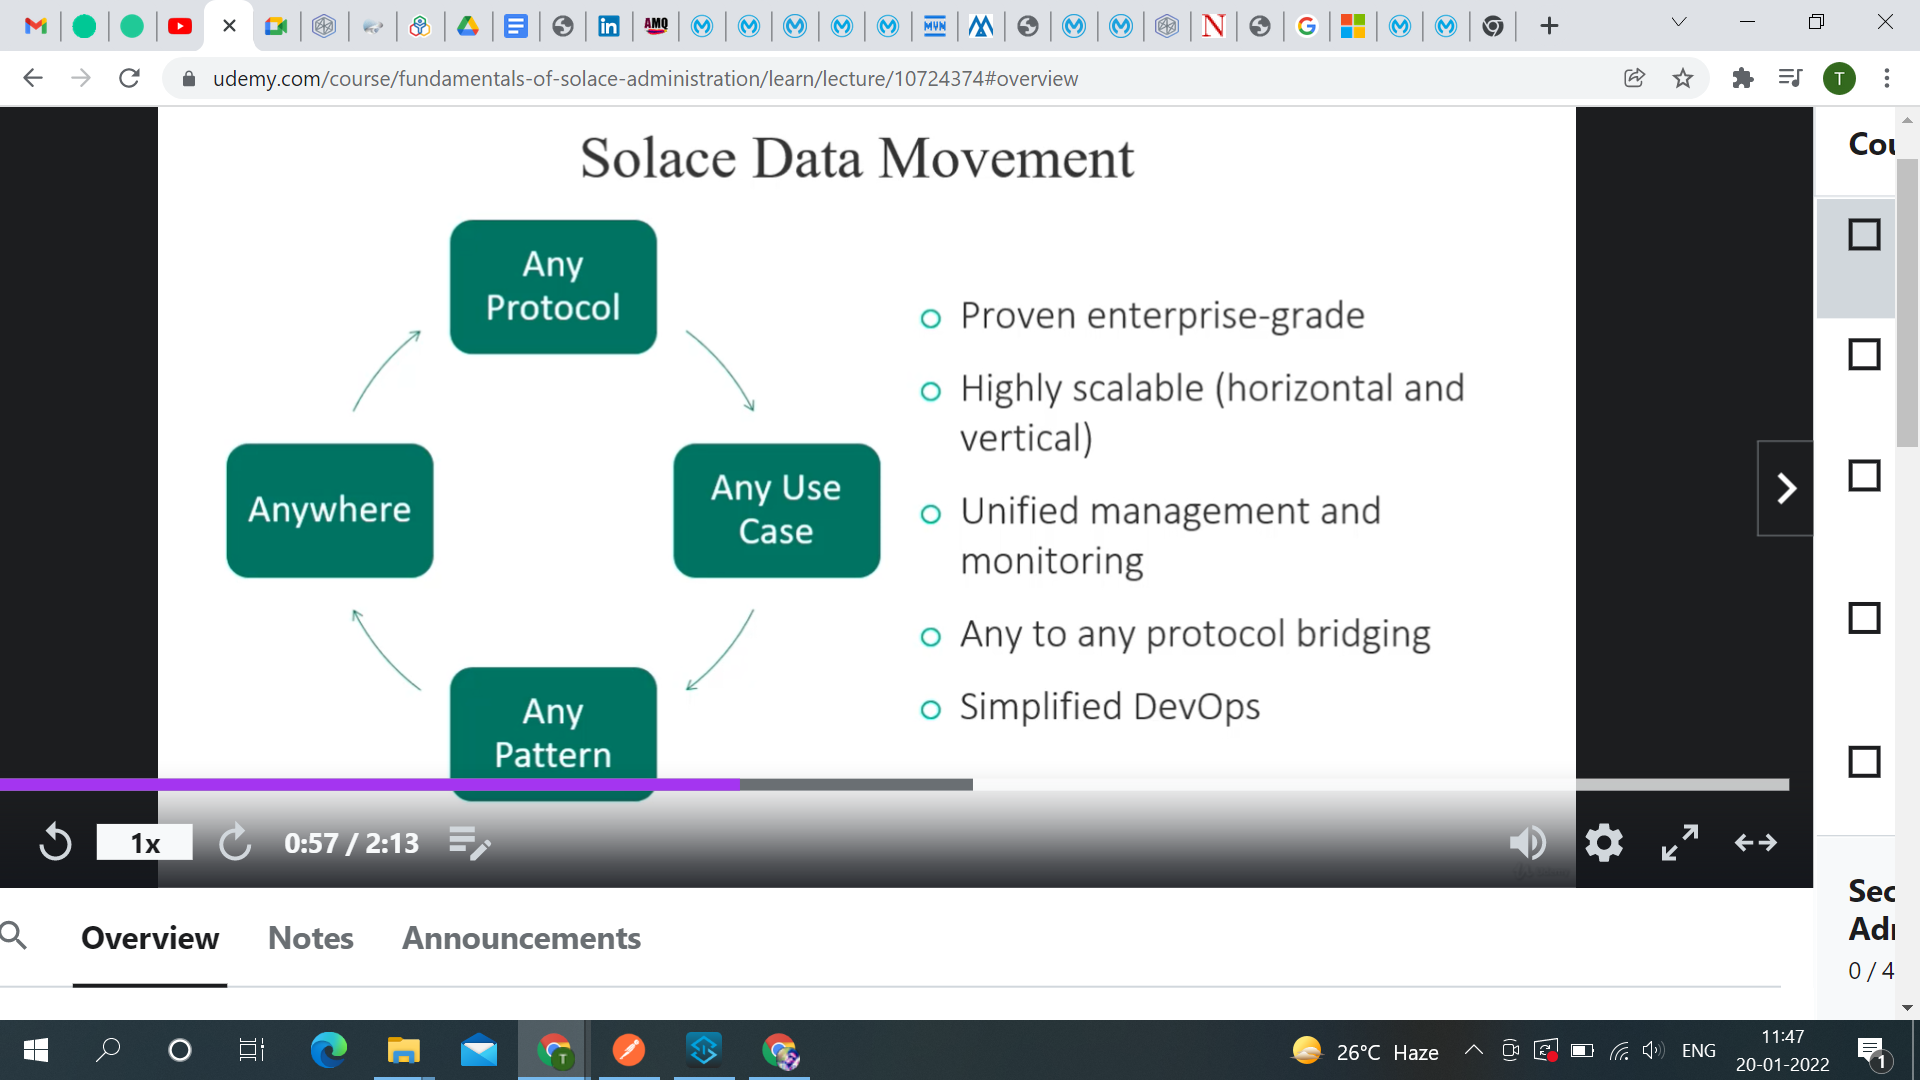 AMQ
MVN
udemy.com/course/fundamentals-of-solace-administration/learn/lecture/10724374#overview
T
Solace Data Movement
Any
Protocol
Any Use
Case
Any
Pattern
Anywhere
Proven enterprise-grade
Highly scalable (horizontal and
vertical)
Unified management and
monitoring
Any to any protocol bridging
Simplified DevOps
1x
0:57 / 2:13
Cou
Sec
Adı
0 / 4
Overview
Notes
Announcements
T
26°C Haze
ENG
11:47
20-01-2022
1